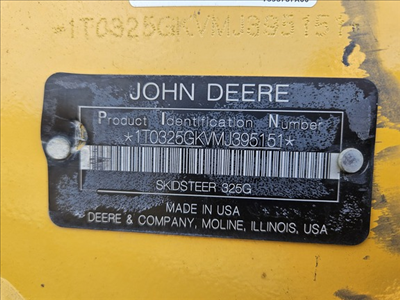 *1T0325GKVMJ395151*
JOHN DEERE
Product Identification Number
*1T0325GKVMJ395151*
SKIDSTEER 325G
MADE IN USA
DEERE & COMPANY, MOLINE, ILLINOIS, USA